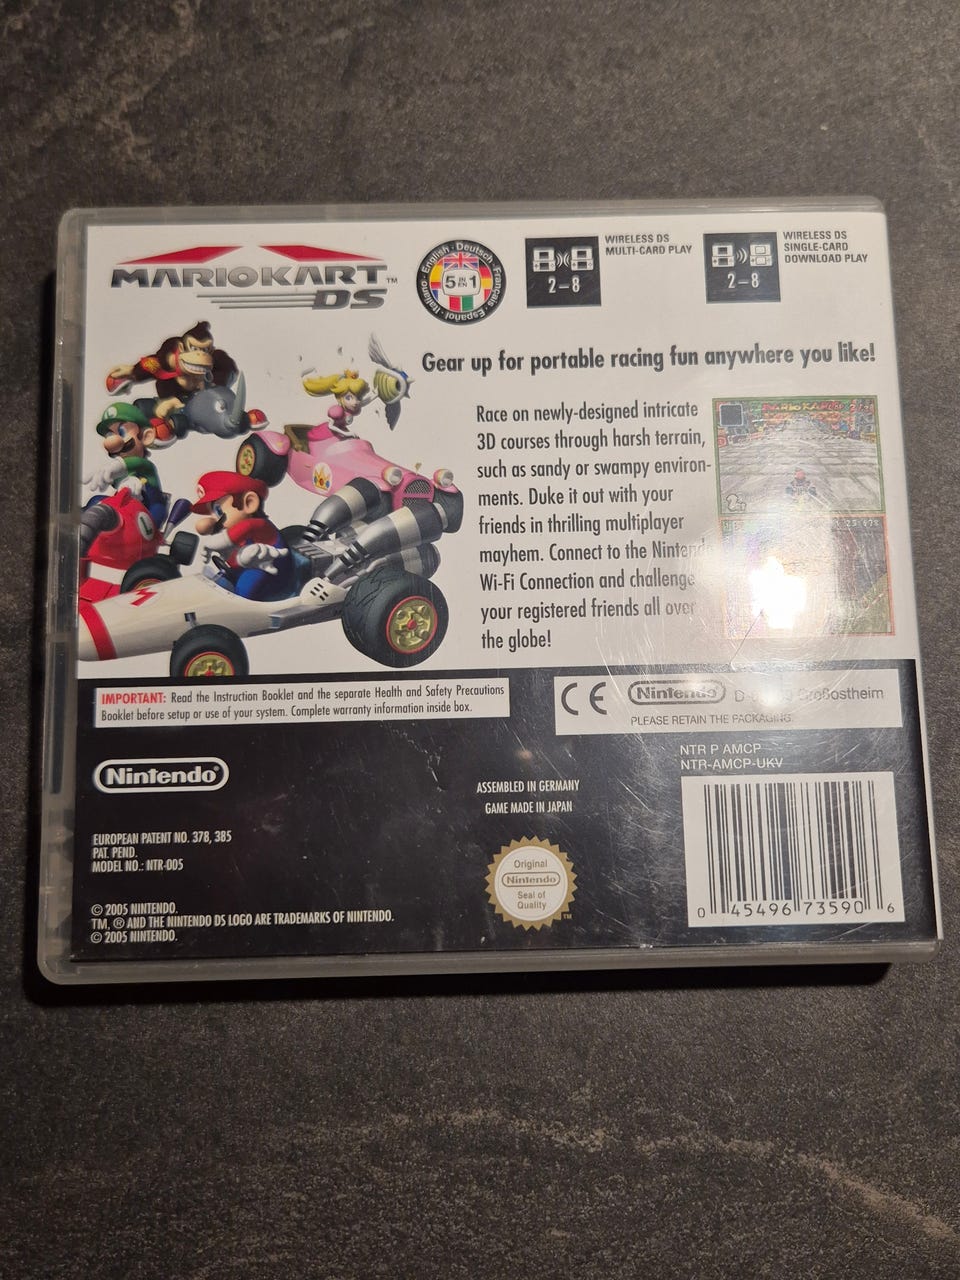 MARIOKART™
DS
English · Deutsch · Français · Español · Italiano
5 IN EN 1
WIRELESS DS
MULTI-CARD PLAY
2–8
WIRELESS DS
SINGLE-CARD
DOWNLOAD PLAY
2–8
Gear up for portable racing fun anywhere you like!
Race on newly-designed intricate
3D courses through harsh terrain,
such as sandy or swampy environ-
ments. Duke it out with your
friends in thrilling multiplayer
mayhem. Connect to the Nintendo
Wi-Fi Connection and challenge
your registered friends all over
the globe!
IMPORTANT: Read the Instruction Booklet and the separate Health and Safety Precautions
Booklet before setup or use of your system. Complete warranty information inside box.
CE
Nintendo®
Großostheim
PLEASE RETAIN THE PACKAGING.
NTR P AMCP
NTR-AMCP-UKV
Nintendo®
ASSEMBLED IN GERMANY
GAME MADE IN JAPAN
EUROPEAN PATENT NO. 378, 385
PAT. PEND.
MODEL NO.: NTR-005
Original
Nintendo
Seal of
Quality
™
© 2005 NINTENDO.
TM, ® AND THE NINTENDO DS LOGO ARE TRADEMARKS OF NINTENDO.
© 2005 NINTENDO.
0 45496 73590 6